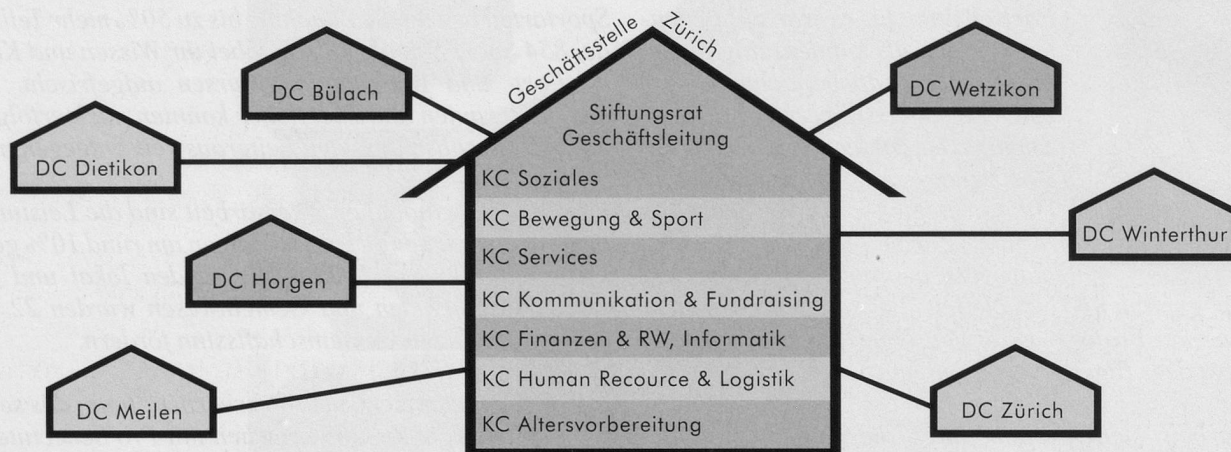 Geschäftsstelle Zürich
DC Bülach
DC Wetzikon
Stiftungsrat
Geschäftsleitung
DC Dietikon
KC Soziales
KC Bewegung & Sport
DC Winterthur
KC Services
DC Horgen
KC Kommunikation & Fundraising
KC Finanzen & RW, Informatik
KC Human Recource & Logistik
DC Meilen
DC Zürich
KC Altersvorbereitung